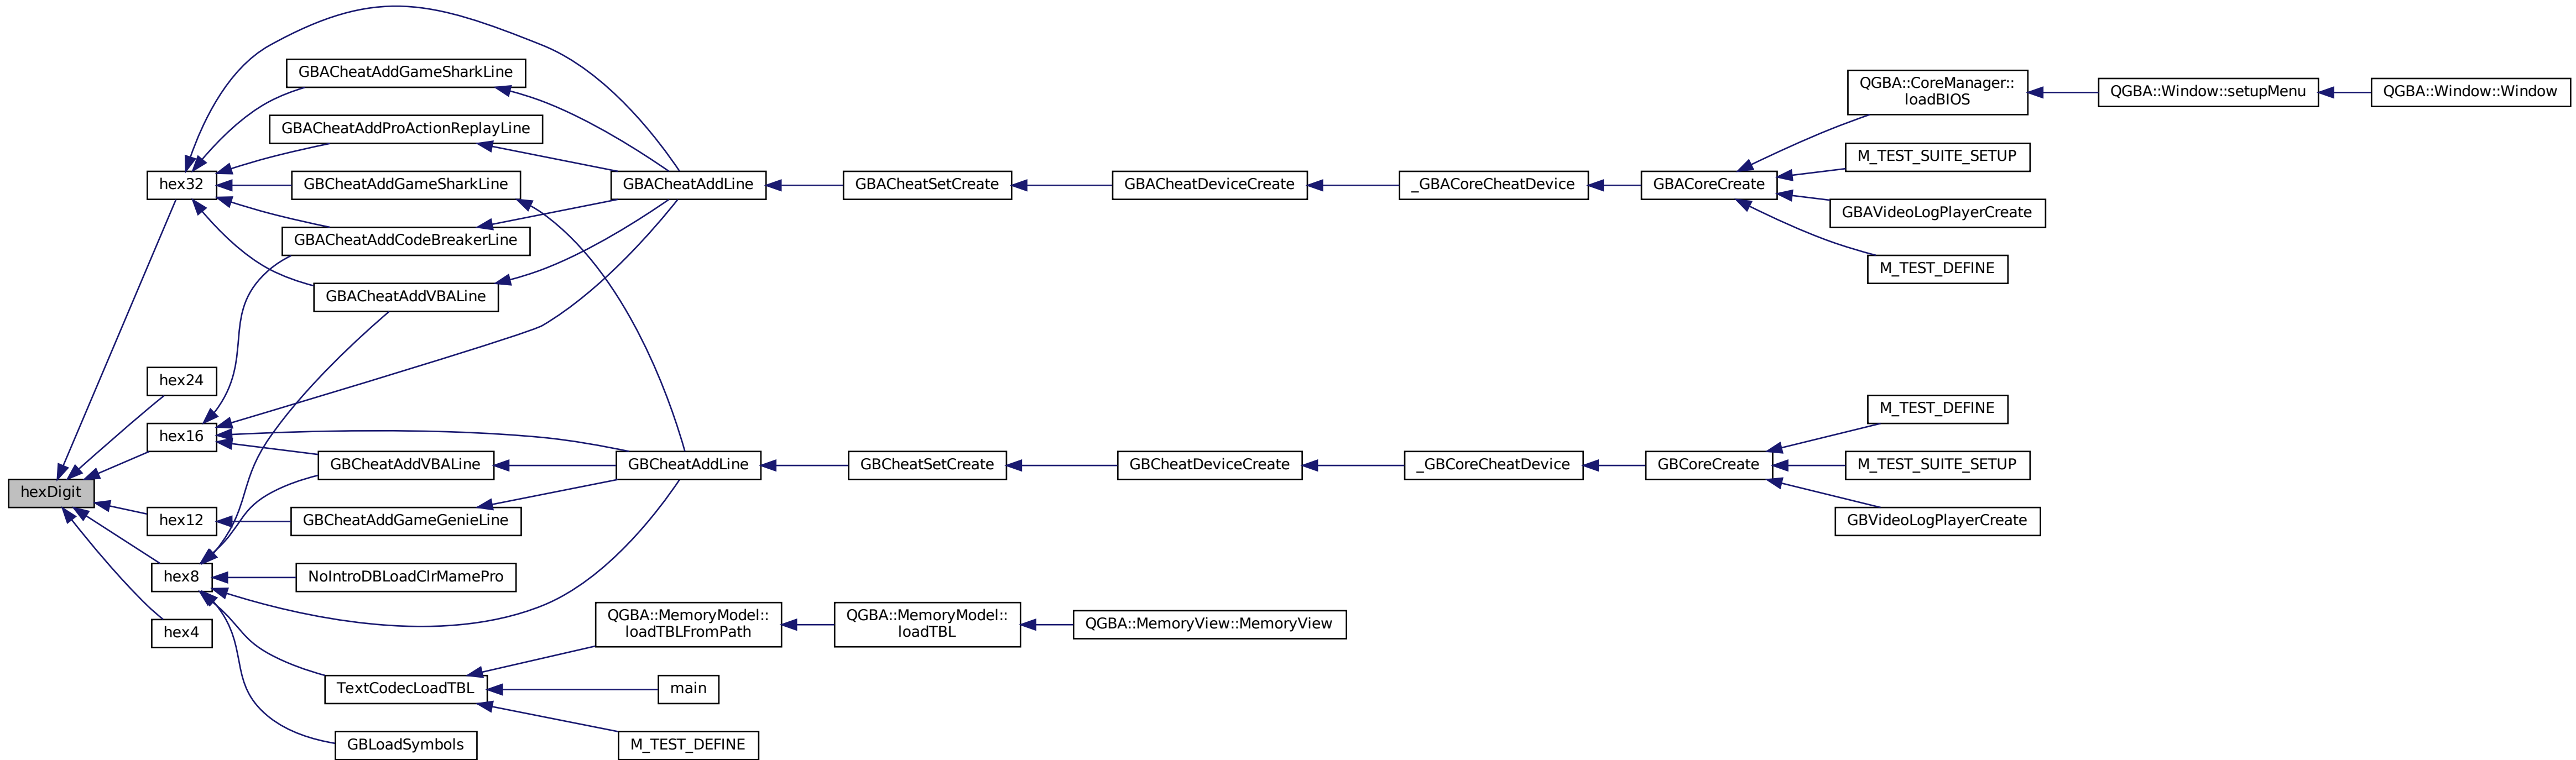 hexDigit
hex32
hex24
hex16
hex12
hex8
hex4
GBACheatAddGameSharkLine
GBACheatAddProActionReplayLine
GBCheatAddGameSharkLine
GBACheatAddCodeBreakerLine
GBACheatAddVBALine
GBCheatAddVBALine
GBCheatAddGameGenieLine
NoIntroDBLoadClrMamePro
TextCodecLoadTBL
GBLoadSymbols
GBACheatAddLine
GBCheatAddLine
QGBA::MemoryModel::
loadTBLFromPath
main
M_TEST_DEFINE
GBACheatSetCreate
GBCheatSetCreate
QGBA::MemoryModel::
loadTBL
GBACheatDeviceCreate
GBCheatDeviceCreate
QGBA::MemoryView::MemoryView
_GBACoreCheatDevice
_GBCoreCheatDevice
GBACoreCreate
GBCoreCreate
QGBA::CoreManager::
loadBIOS
M_TEST_SUITE_SETUP
GBAVideoLogPlayerCreate
M_TEST_DEFINE
M_TEST_DEFINE
M_TEST_SUITE_SETUP
GBVideoLogPlayerCreate
QGBA::Window::setupMenu
QGBA::Window::Window